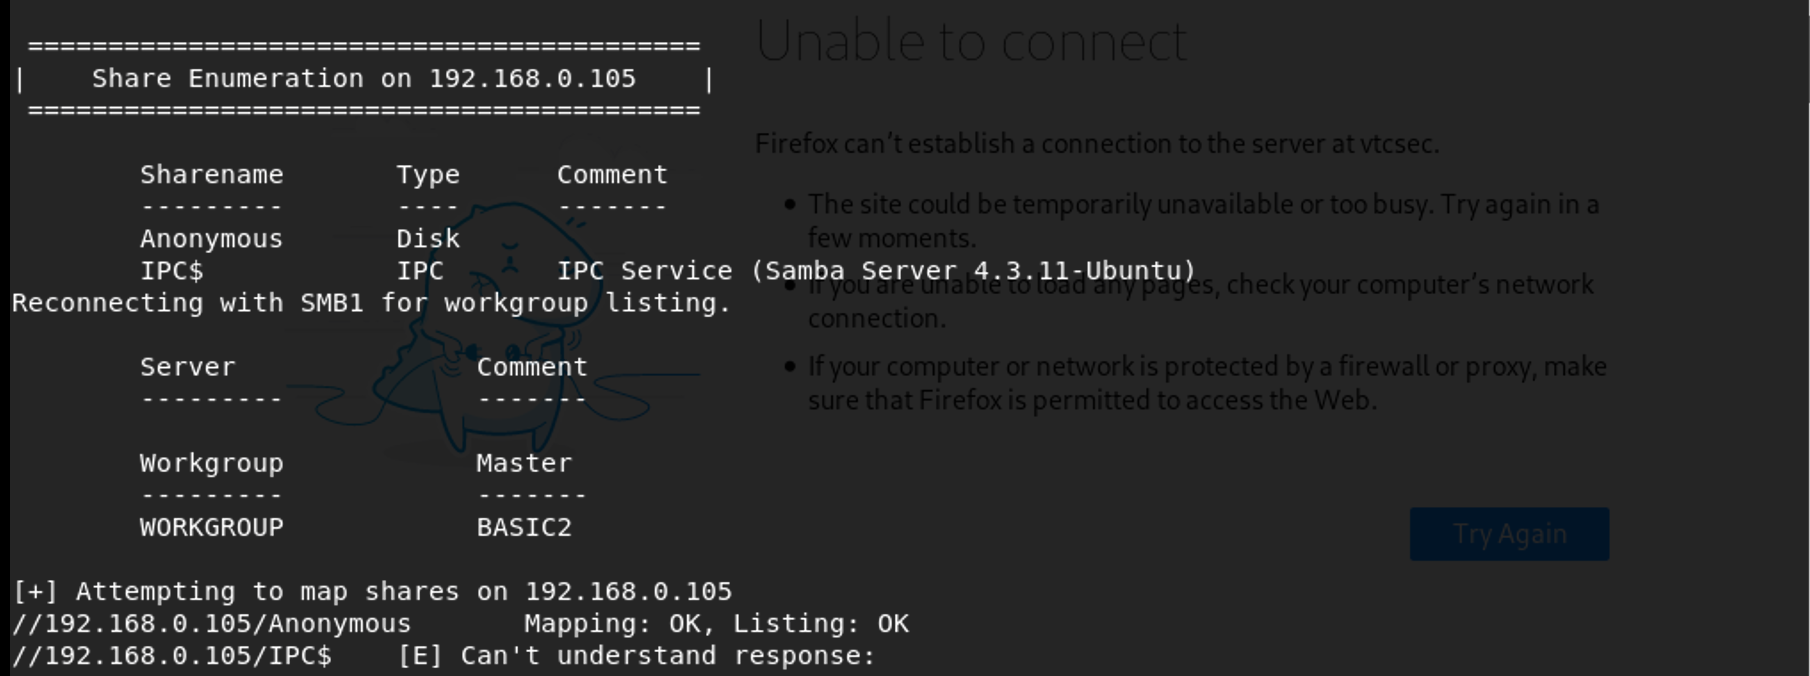 ==========================================
|    Share Enumeration on 192.168.0.105    |
==========================================
Sharename       Type      Comment
---------       ----      -------
Anonymous       Disk
IPC$            IPC       IPC Service (Samba Server 4.3.11-Ubuntu)
Reconnecting with SMB1 for workgroup listing.
Server               Comment
---------            -------
Workgroup            Master
---------            -------
WORKGROUP            BASIC2
[+] Attempting to map shares on 192.168.0.105
//192.168.0.105/Anonymous       Mapping: OK, Listing: OK
//192.168.0.105/IPC$    [E] Can't understand response:
Unable to connect
Firefox can’t establish a connection to the server at vtcsec.
• The site could be temporarily unavailable or too busy. Try again in a
few moments.
• If you are unable to load any pages, check your computer’s network
connection.
• If your computer or network is protected by a firewall or proxy, make
sure that Firefox is permitted to access the Web.
Try Again